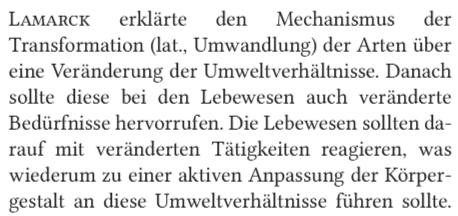 LAMARCK erklärte den Mechanismus der
Transformation (lat., Umwandlung) der Arten über
eine Veränderung der Umweltverhältnisse. Danach
sollte diese bei den Lebewesen auch veränderte
Bedürfnisse hervorrufen. Die Lebewesen sollten da-
rauf mit veränderten Tätigkeiten reagieren, was
wiederum zu einer aktiven Anpassung der Körper-
gestalt an diese Umweltverhältnisse führen sollte.